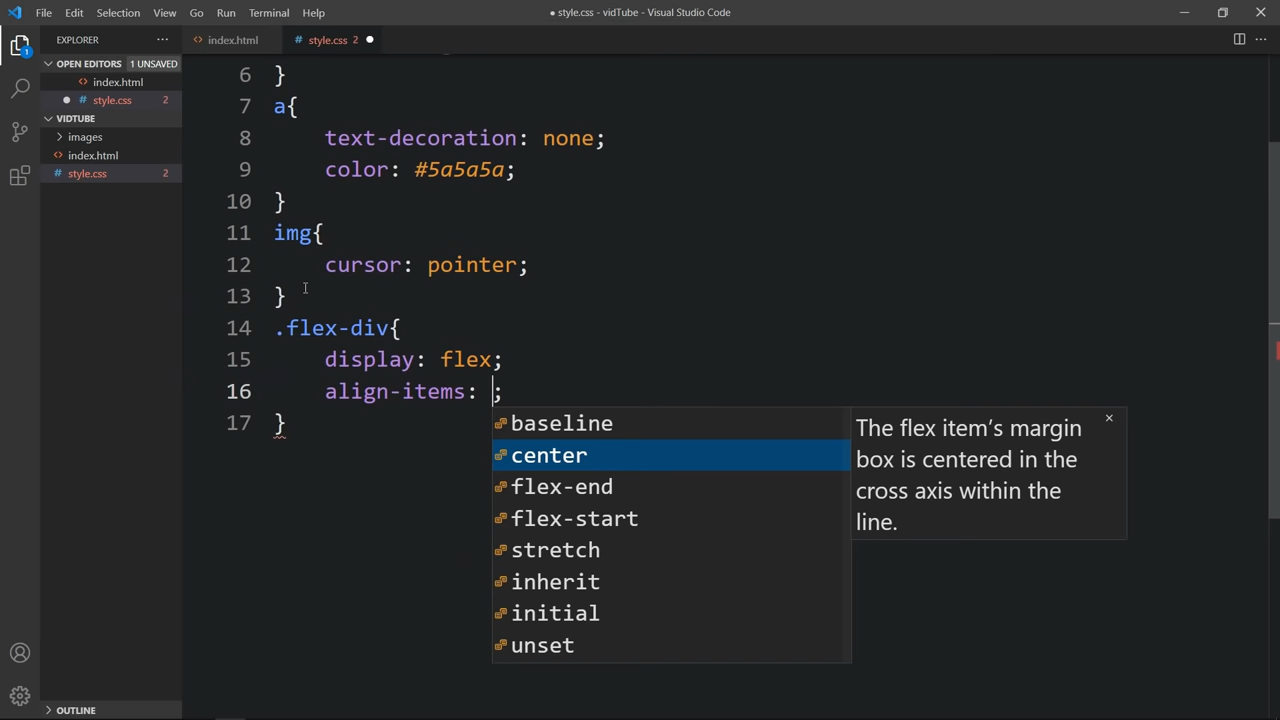 File Edit Selection View Go Run Terminal Help
● style.css - vidTube - Visual Studio Code
EXPLORER
index.html
style.css 2
OPEN EDITORS 1 UNSAVED
index.html
style.css 2
VIDTUBE
images
index.html
style.css 2
OUTLINE
1
6 }
7 a{
8 text-decoration: none;
9 color: #5a5a5a;
10 }
11 img{
12 cursor: pointer;
13 }
14 .flex-div{
15 display: flex;
16 align-items: ;
17 }
baseline
center
flex-end
flex-start
stretch
inherit
initial
unset
The flex item's margin
box is centered in the
cross axis within the
line.